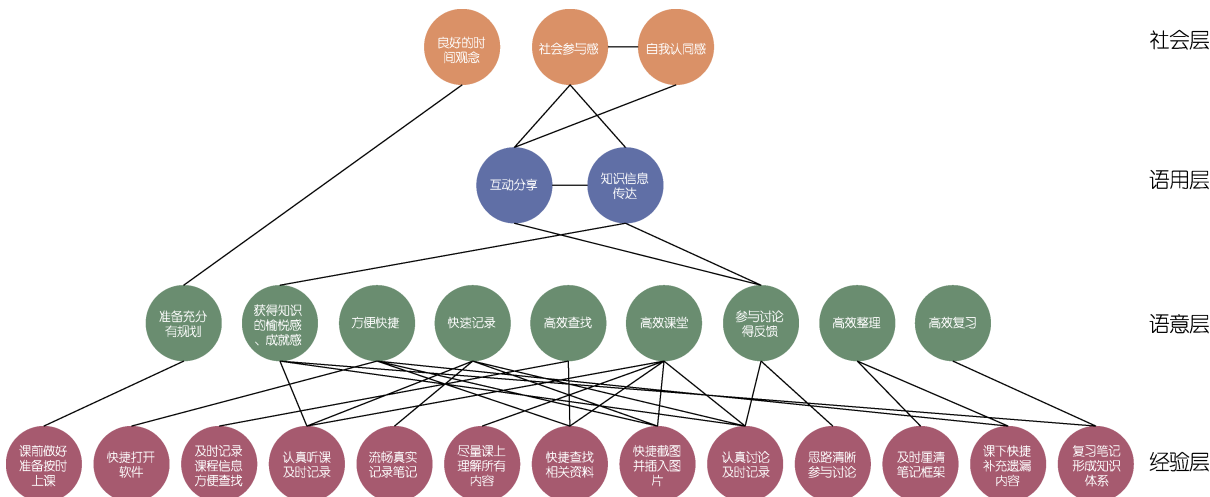 良好的时
间观念
社会参与感
自我认同感
社会层
互动分享
知识信息
传达
语用层
准备充分
有规划
获得知识
的愉悦感
、成就感
方便快捷
快速记录
高效查找
高效课堂
参与讨论
得反馈
高效整理
高效复习
语意层
课前做好
准备按时
上课
快捷打开
软件
及时记录
课程信息
方便查找
认真听课
及时记录
流畅真实
记录笔记
尽量课上
理解所有
内容
快捷查找
相关资料
快捷截图
并插入图
片
认真讨论
及时记录
思路清晰
参与讨论
及时厘清
笔记框架
课下快捷
补充遗漏
内容
复习笔记
形成知识
体系
经验层